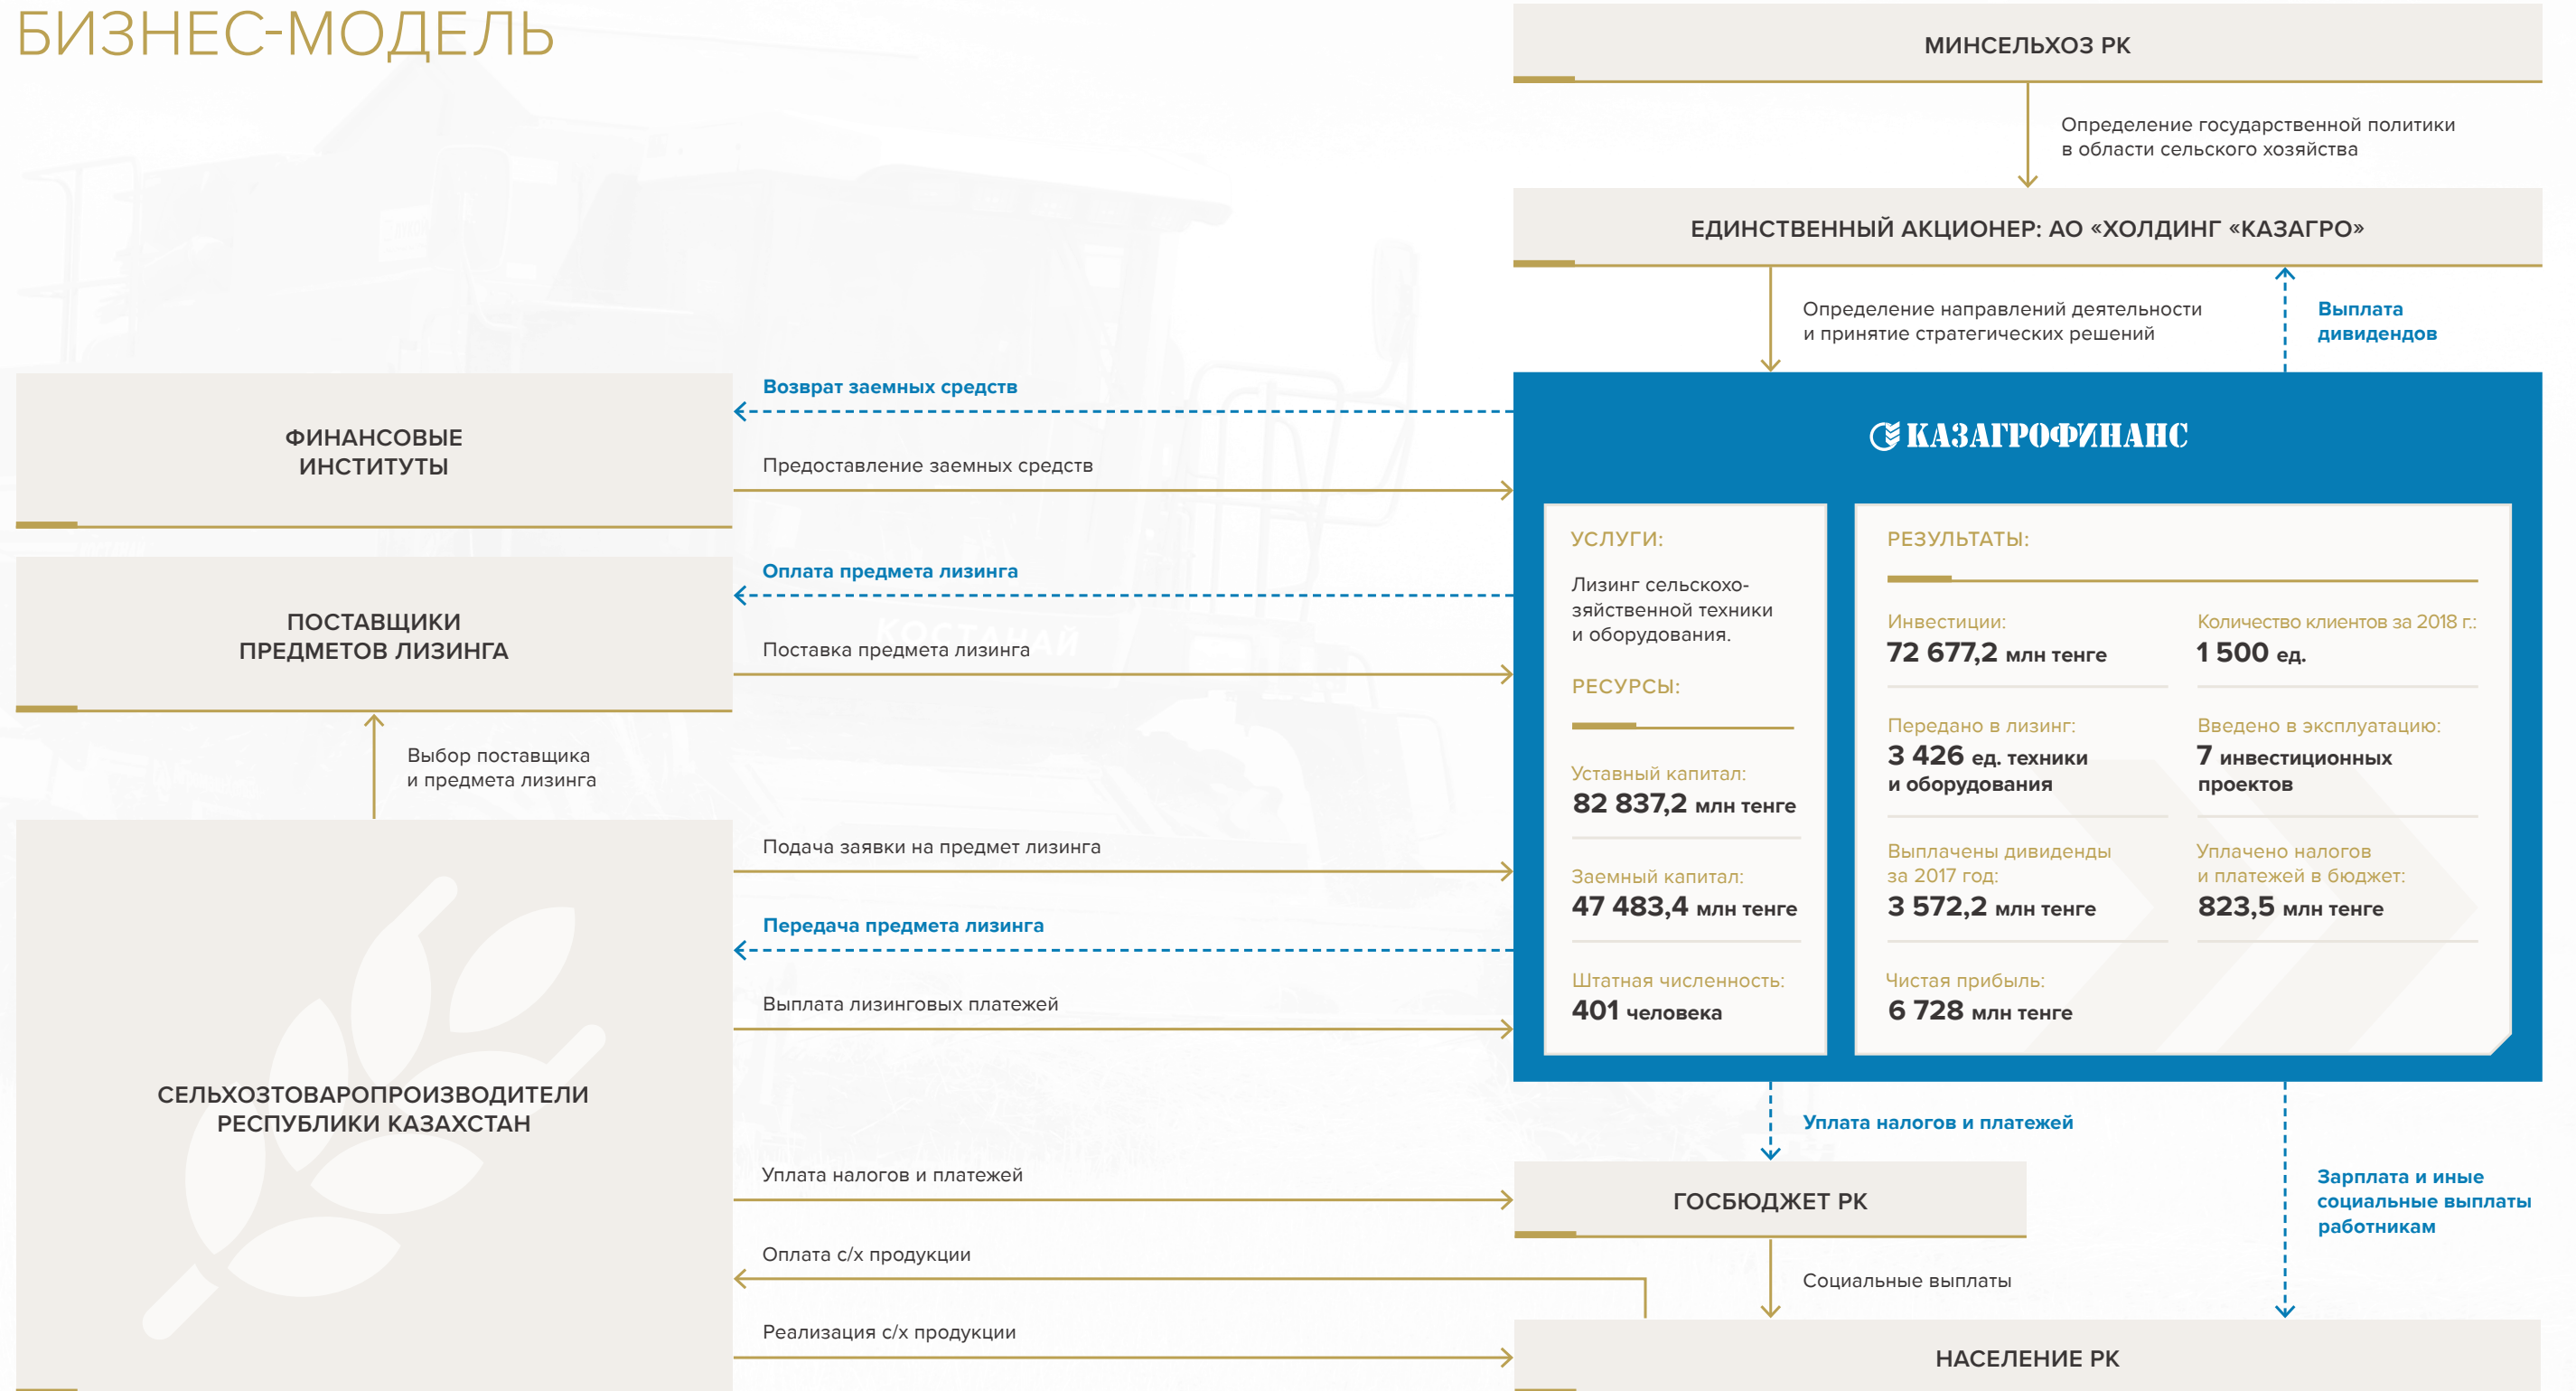 БИЗНЕС-МОДЕЛЬ
МИНСЕЛЬХОЗ РК
Определение государственной политики
в области сельского хозяйства
ЕДИНСТВЕННЫЙ АКЦИОНЕР: АО «ХОЛДИНГ «КАЗАГРО»
Определение направлений деятельности
и принятие стратегических решений
Выплата
дивидендов
ФИНАНСОВЫЕ
ИНСТИТУТЫ
Возврат заемных средств
Предоставление заемных средств
ПОСТАВЩИКИ
ПРЕДМЕТОВ ЛИЗИНГА
Оплата предмета лизинга
КОСТАНАЙ
Поставка предмета лизинга
Выбор поставщика
и предмета лизинга
Подача заявки на предмет лизинга
Передача предмета лизинга
Выплата лизинговых платежей
СЕЛЬХОЗТОВАРОПРОИЗВОДИТЕЛИ
РЕСПУБЛИКИ КАЗАХСТАН
Уплата налогов и платежей
Оплата с/х продукции
Реализация с/х продукции
КАЗАГРОФИНАНС
УСЛУГИ:
Лизинг сельскохо-
зяйственной техники
и оборудования.
РЕСУРСЫ:
Уставный капитал:
82 837,2 млн тенге
Заемный капитал:
47 483,4 млн тенге
Штатная численность:
401 человека
РЕЗУЛЬТАТЫ:
Инвестиции:
72 677,2 млн тенге
Количество клиентов за 2018 г.:
1 500 ед.
Передано в лизинг:
3 426 ед. техники
и оборудования
Введено в эксплуатацию:
7 инвестиционных
проектов
Выплачены дивиденды
за 2017 год:
3 572,2 млн тенге
Уплачено налогов
и платежей в бюджет:
823,5 млн тенге
Чистая прибыль:
6 728 млн тенге
Уплата налогов и платежей
ГОСБЮДЖЕТ РК
Зарплата и иные
социальные выплаты
работникам
Социальные выплаты
НАСЕЛЕНИЕ РК